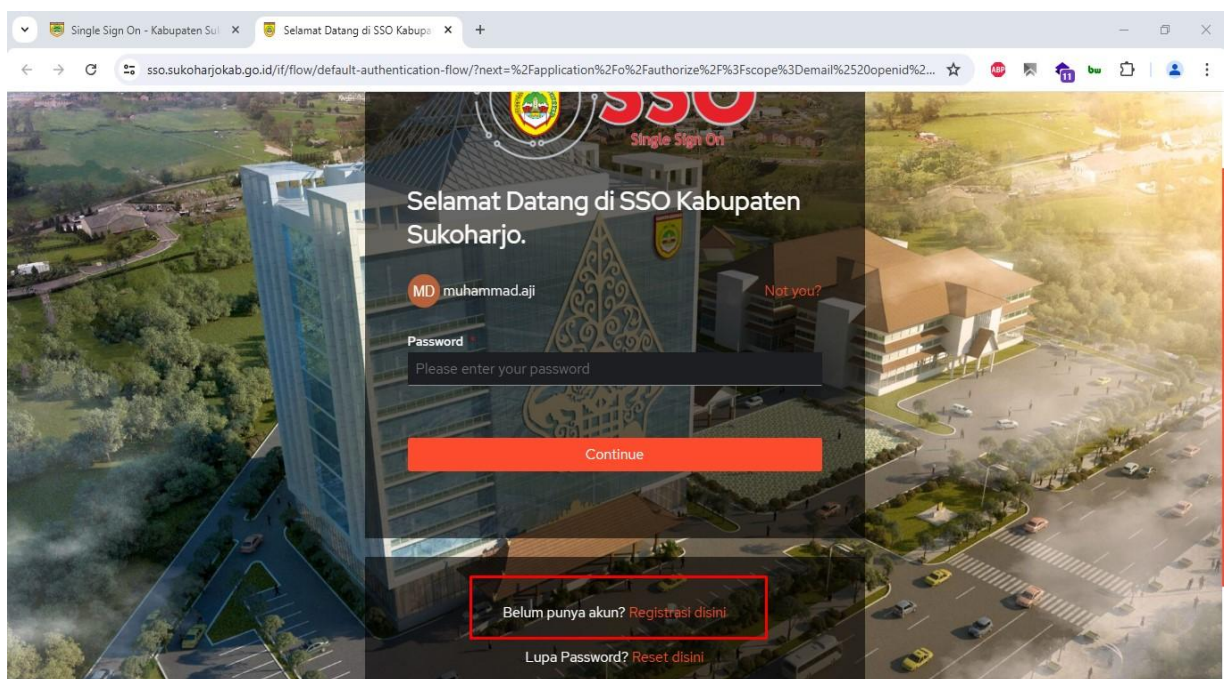 Single Sign On - Kabupaten Su
Selamat Datang di SSO Kabupa
sso.sukoharjokab.go.id/if/flow/default-authentication-flow/?next=%2Fapplication%2Fo%2Fauthorize%2F%3Fscope%3Demail%2520openid%2...
ABP
11
bw
SSO
Single Sign On
Selamat Datang di SSO Kabupaten
Sukoharjo.
MD muhammad.aji Not you?
Password *
Please enter your password
Continue
Belum punya akun? Registrasi disini
Lupa Password? Reset disini